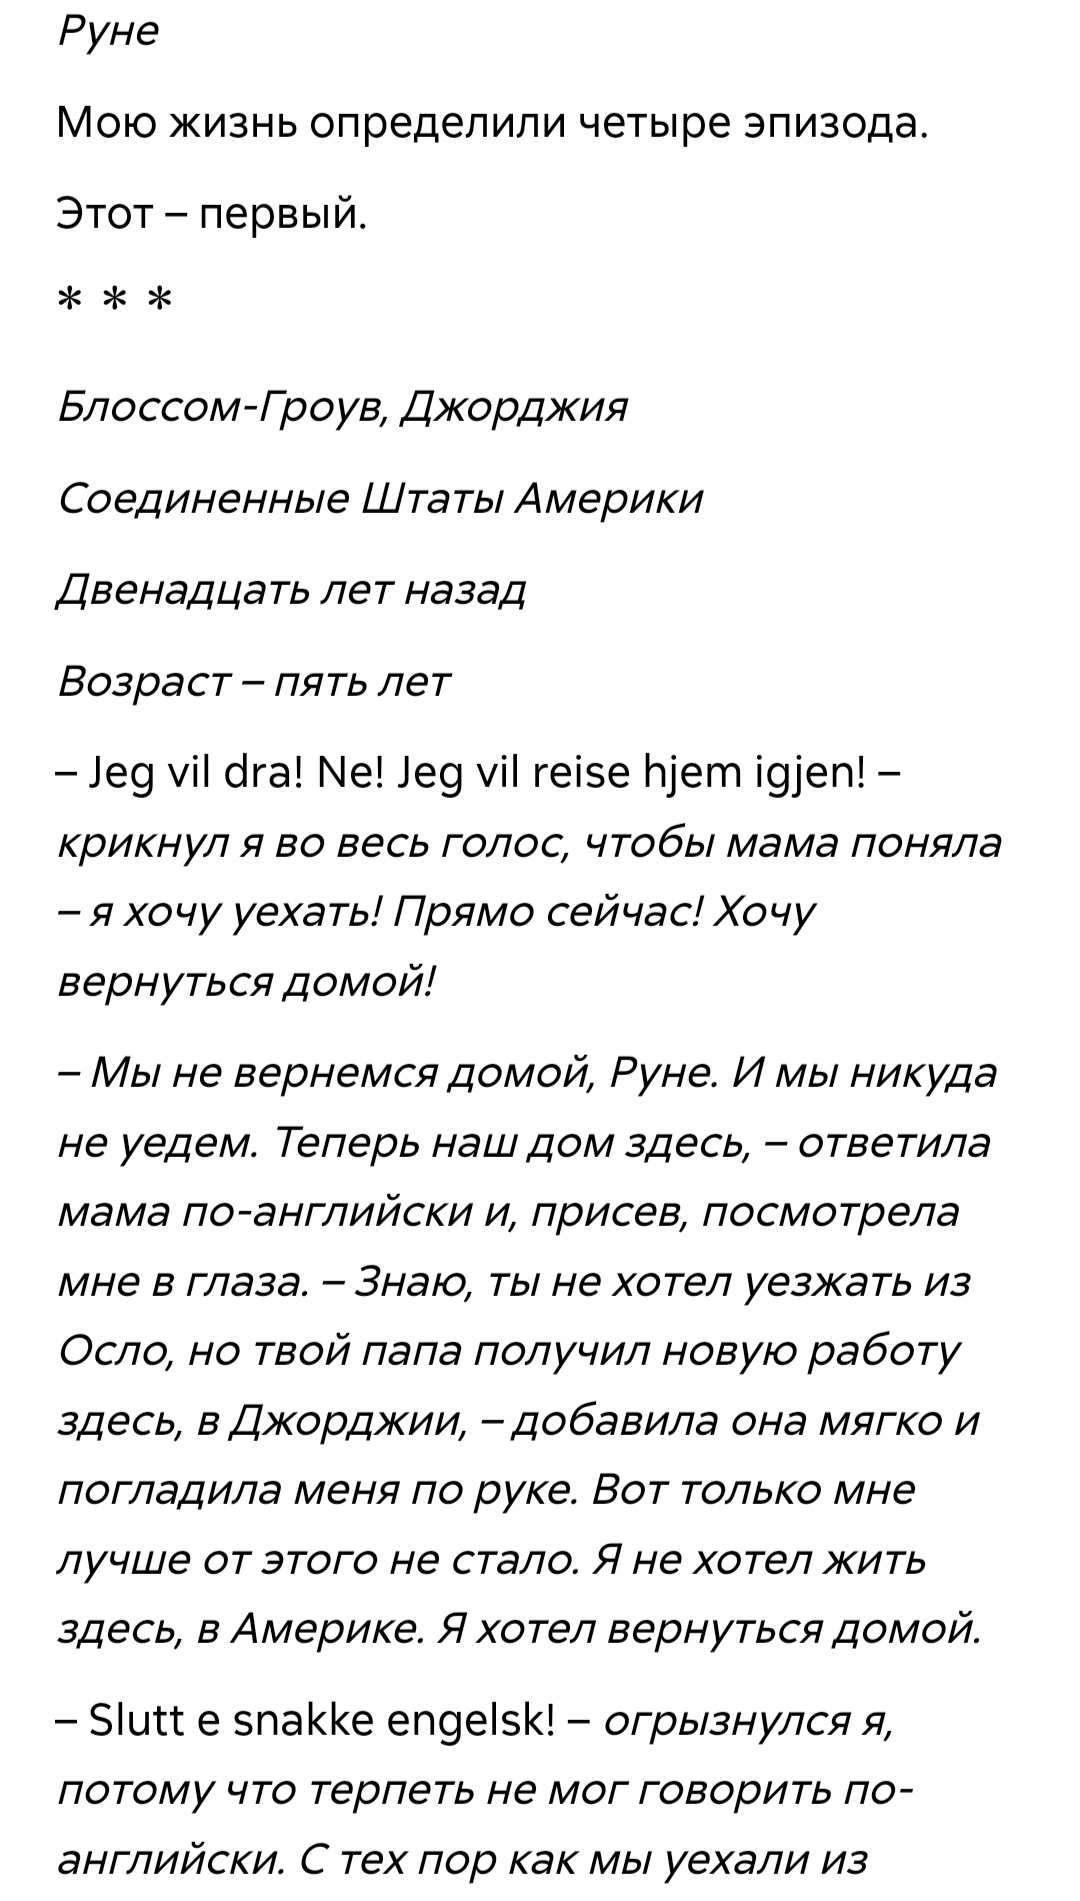 Руне
Мою жизнь определили четыре эпизода.
Этот – первый.
* * *
Блоссом-Гроув, Джорджия
Соединенные Штаты Америки
Двенадцать лет назад
Возраст – пять лет
– Jeg vil dra! Ne! Jeg vil reise hjem igjen! –
крикнул я во весь голос, чтобы мама поняла
– я хочу уехать! Прямо сейчас! Хочу
вернуться домой!
– Мы не вернемся домой, Руне. И мы никуда
не уедем. Теперь наш дом здесь, – ответила
мама по-английски и, присев, посмотрела
мне в глаза. – Знаю, ты не хотел уезжать из
Осло, но твой папа получил новую работу
здесь, в Джорджии, – добавила она мягко и
погладила меня по руке. Вот только мне
лучше от этого не стало. Я не хотел жить
здесь, в Америке. Я хотел вернуться домой.
– Slutt e snakke engelsk! – огрызнулся я,
потому что терпеть не мог говорить по-
английски. С тех пор как мы уехали из